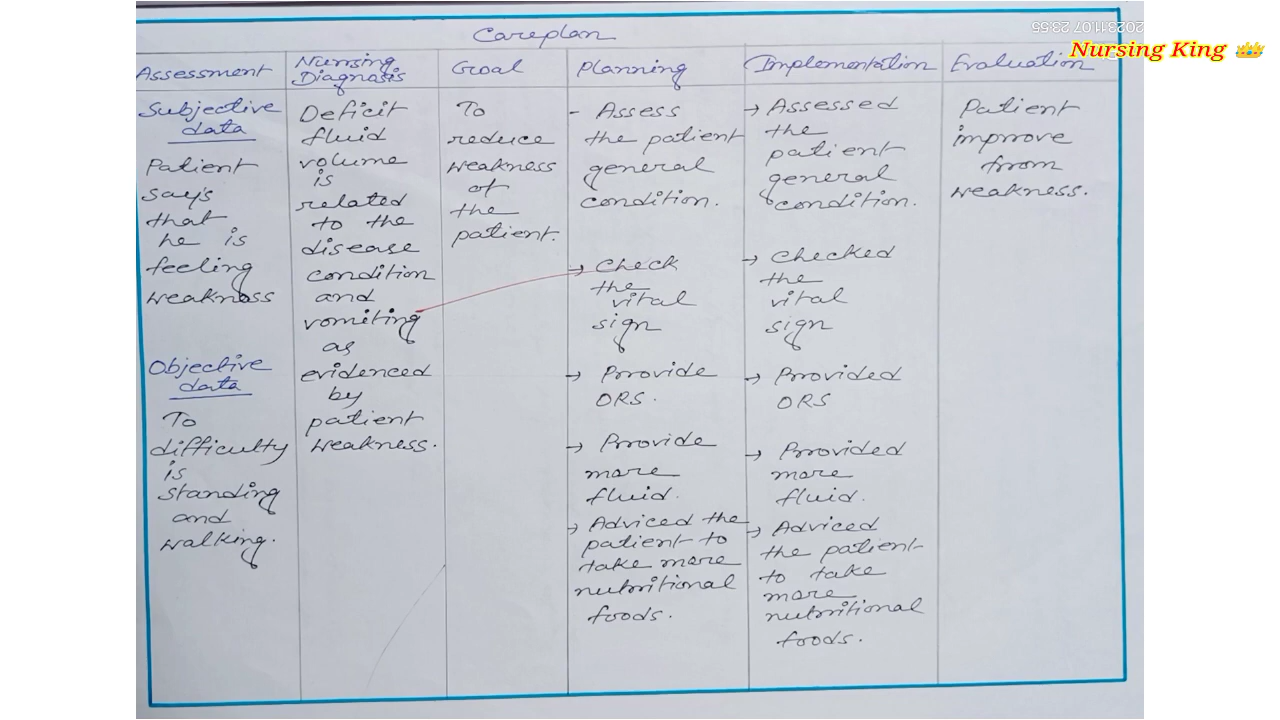 20231107 23:55
Nursing King
Careplan
Assessment
Nursing
Diagnosis
Goal
Planning
Implementation
Evaluation
Subjective
data
Patient
says
that
he is
feeling
weakness
Objective
data
To
difficulty
is
standing
and
walking.
Deficit
fluid
volume
is
related
to the
disease
condition
and
vomiting
as
evidenced
by
patient
weakness.
To
reduce
weakness
of
the
patient.
- Assess
the patient
general
condition.
→ Check
the
vital
sign
→ Provide
ORS.
→ Provide
more
fluid.
→ Adviced the
patient to
take more
nutritional
foods.
→ Assessed
the
patient
general
condition.
→ Checked
the
vital
sign
→ Provided
ORS
→ Provided
more
fluid.
→ Adviced
the patient
to take
more
nutritional
foods.
Patient
improve
from
weakness.